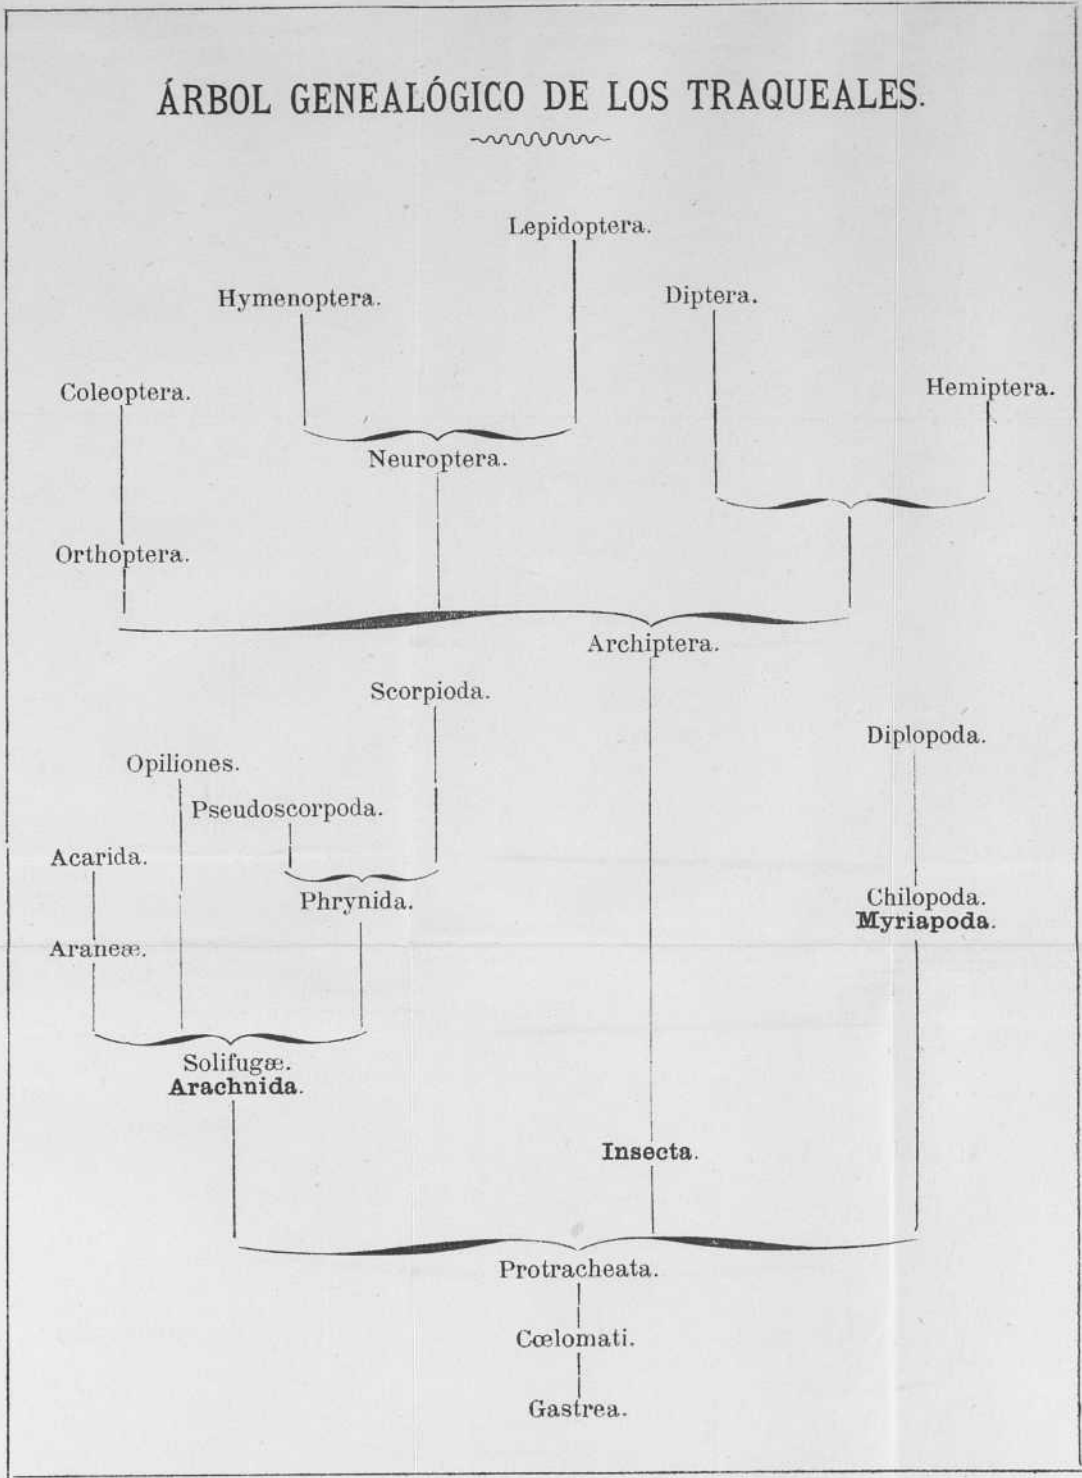 ÁRBOL GENEALÓGICO DE LOS TRAQUEALES.
Lepidoptera.
Hymenoptera.
Diptera.
Coleoptera.
Hemiptera.
Neuroptera.
Orthoptera.
Archiptera.
Scorpioda.
Diplopoda.
Opiliones.
Pseudoscorpoda.
Acarida.
Phrynida.
Chilopoda.
Myriapoda.
Araneæ.
Solifugæ.
Arachnida.
Insecta.
Protracheata.
Cœlomati.
Gastrea.